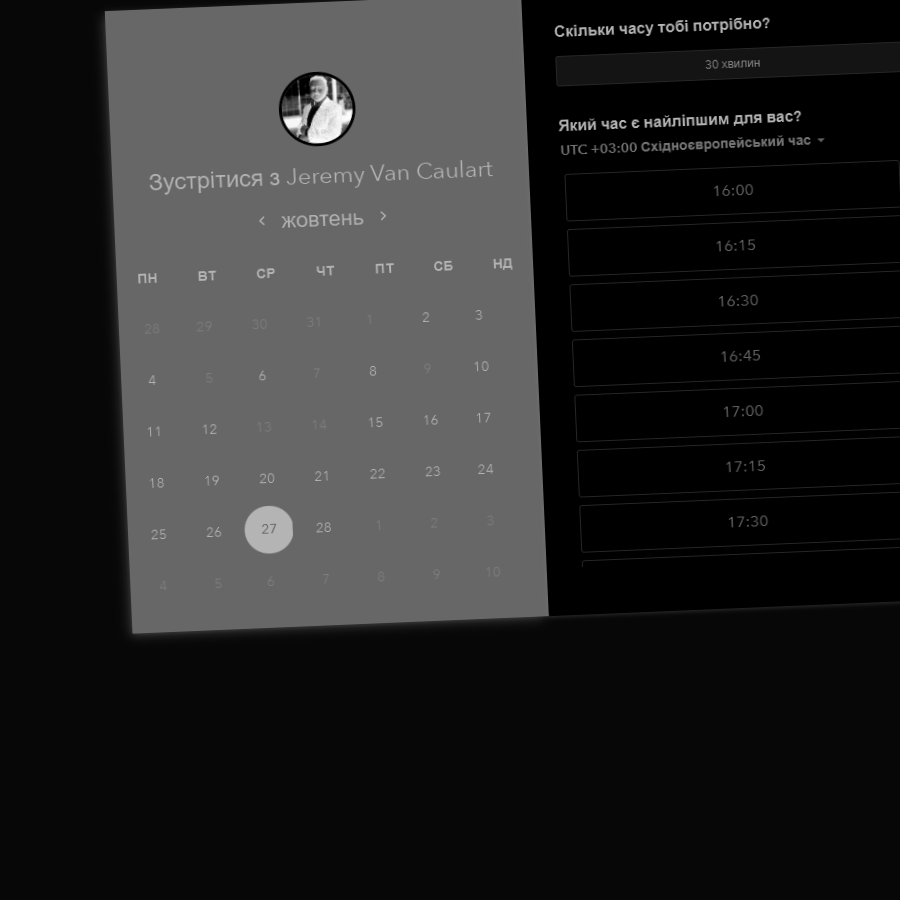 Зустрітися з Jeremy Van Caulart
‹ жовтень ›
ПН ВТ СР ЧТ ПТ СБ НД
28 29 30 31 1 2 3
4 5 6 7 8 9 10
11 12 13 14 15 16 17
18 19 20 21 22 23 24
25 26 27 28 1 2 3
4 5 6 7 8 9 10
Скільки часу тобі потрібно?
30 хвилин
Який час є найліпшим для вас?
UTC +03:00 Східноєвропейський час
16:00
16:15
16:30
16:45
17:00
17:15
17:30